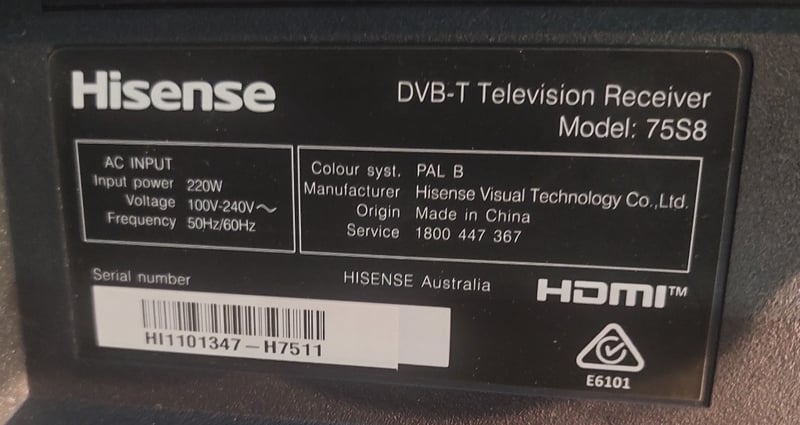 Hisense
DVB-T Television Receiver
Model: 75S8
AC INPUT
Input power 220W
Voltage 100V-240V～
Frequency 50Hz/60Hz
Colour syst. PAL B
Manufacturer Hisense Visual Technology Co.,Ltd.
Origin Made in China
Service 1800 447 367
Serial number
HISENSE Australia
HDMI™
HI1101347-H7511
E6101